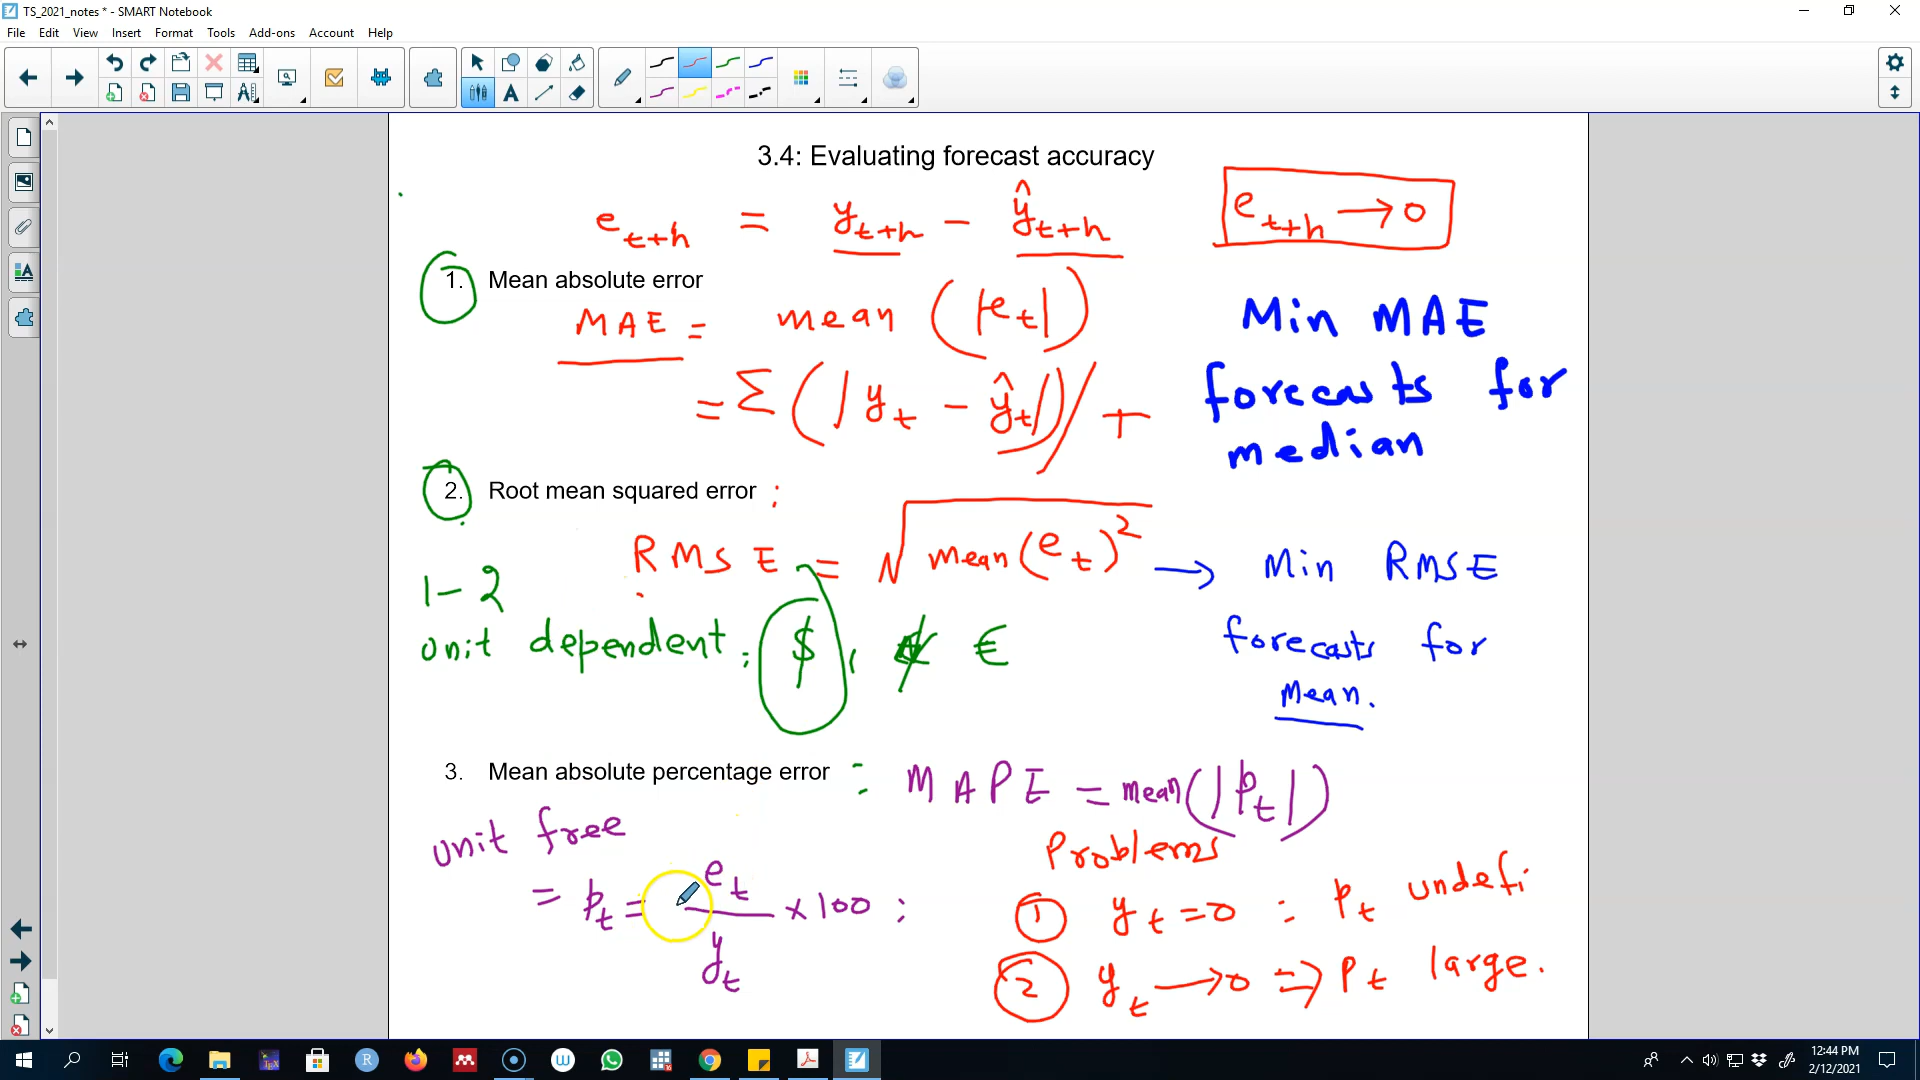 TS_2021_notes * - SMART Notebook
File Edit View Insert Format Tools Add-ons Account Help
3.4: Evaluating forecast accuracy
e_{t+h} = y_{t+h} - ŷ_{t+h}
e_{t+h} → 0
1. Mean absolute error
MAE = mean (|e_t|)
= Σ (|y_t - ŷ_t|) / T
Min MAE
forecasts for
median
2. Root mean squared error :
RMSE = √mean(e_t)^2 → Min RMSE
forecasts for
Mean.
1-2
unit dependent : $, €
3. Mean absolute percentage error : MAPE = mean(|p_t|)
unit free
= p_t = e_t / y_t × 100 ;
Problems
1 y_t = 0 : p_t undefi
2 y_t → 0 ⇒ p_t large.
12:44 PM
2/12/2021